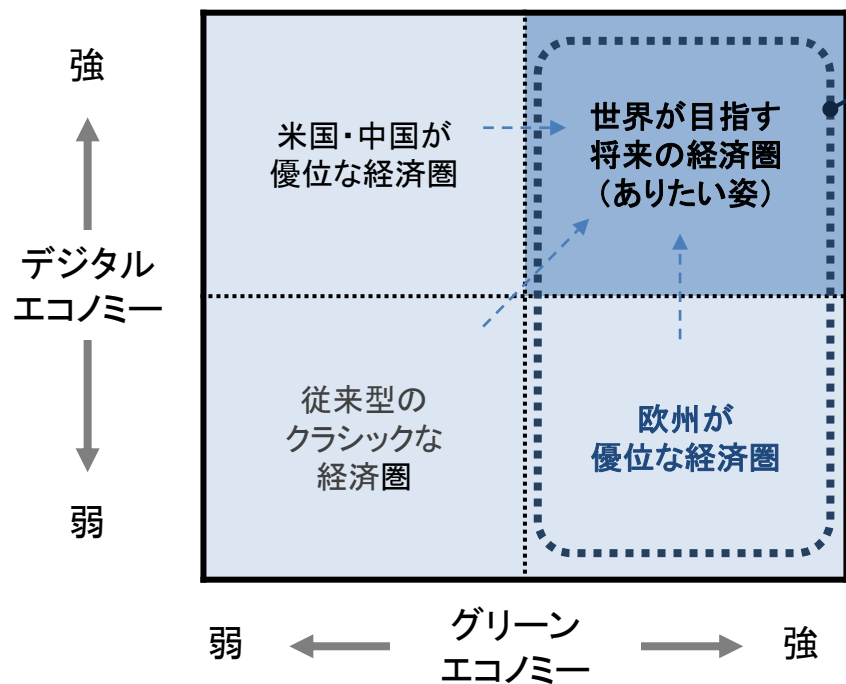 強
デジタル
エコノミー
弱
米国・中国が
優位な経済圏
世界が目指す
将来の経済圏
（ありたい姿）
従来型の
クラシックな
経済圏
欧州が
優位な経済圏
弱
グリーン
エコノミー
強